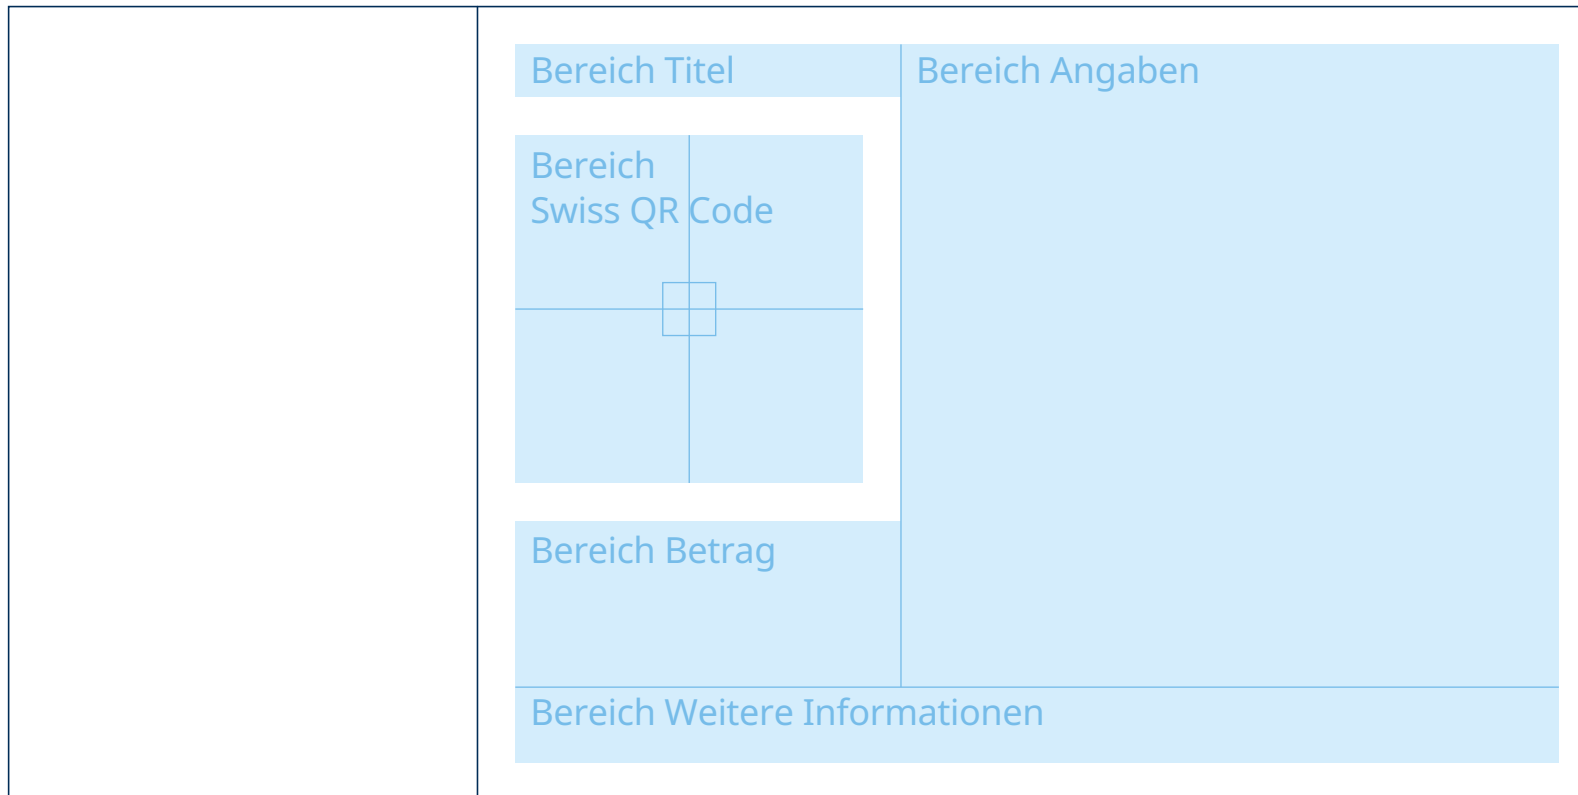 Bereich Titel
Bereich Angaben
Bereich
Swiss QR Code
Bereich Betrag
Bereich Weitere Informationen